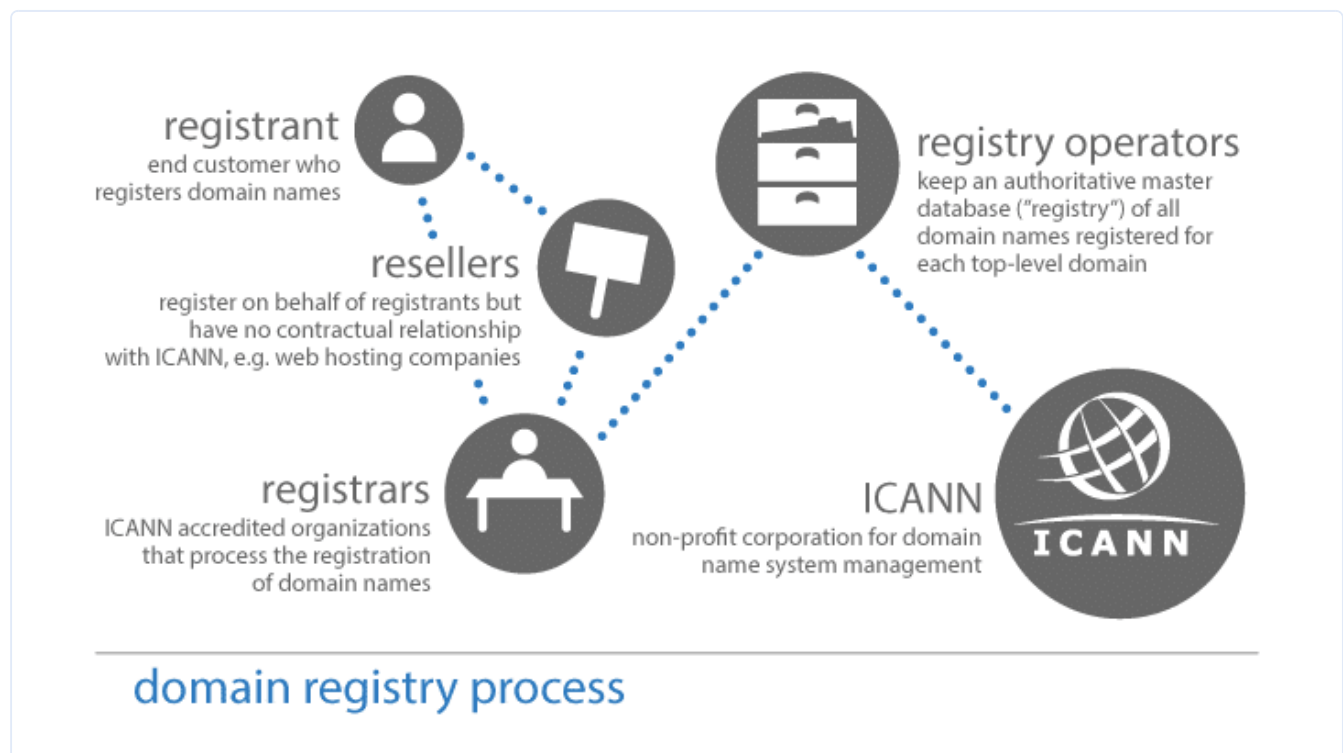 registrant
end customer who
registers domain names
resellers
register on behalf of registrants but
have no contractual relationship
with ICANN, e.g. web hosting companies
registrars
ICANN accredited organizations
that process the registration
of domain names
registry operators
keep an authoritative master
database (“registry”) of all
domain names registered for
each top-level domain
ICANN
non-profit corporation for domain
name system management
ICANN
domain registry process